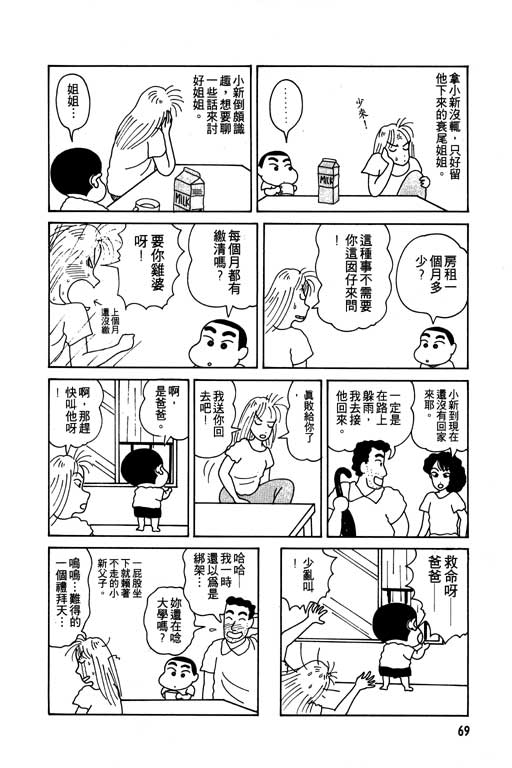 拿小新沒輒，只好留
他下來的衰尾姐姐。
少來！
…
MILK
小新倒頗識
趣，想要聊
一些話來討
好姐姐。
姐姐…
MILK
房租一
個月多
少？
這種事不需要
你這囡仔來問
！
每個月都有
繳清嗎？
要你雞婆
呀！
上個月
還沒繳
小新到現在
還沒有回家
來耶。
一定是
在路上
躲雨，
我去接
他回來。
真敗給你了
，
我送你回
去吧！
啊，
是爸爸。
啊，那趕
快叫他呀
！
救命呀
爸爸
少亂叫
！
哈哈—
我一時
還以為是
綁架…
妳還在唸
大學嗎？
一屁股坐
下就賴著
不走的小
新父子。
嗚嗚…難得的
一個禮拜天…
69